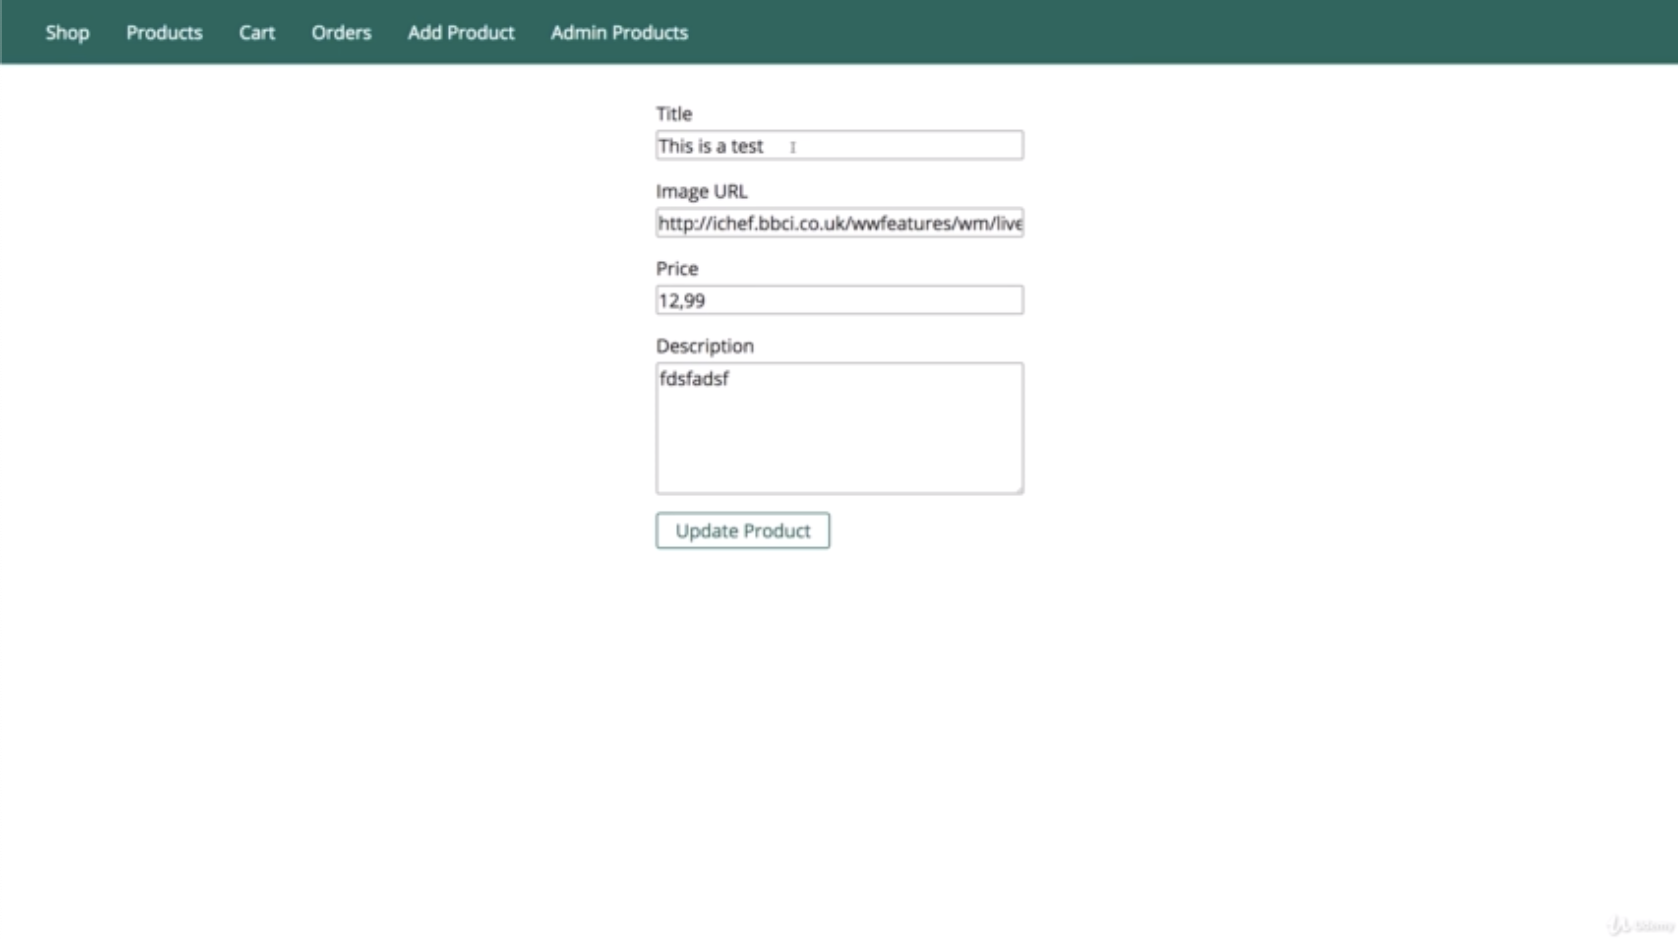 Shop Products Cart Orders Add Product Admin Products
Title
This is a test
Image URL
http://ichef.bbci.co.uk/wwfeatures/wm/live
Price
12,99
Description
fdsfadsf
Update Product
Udemy